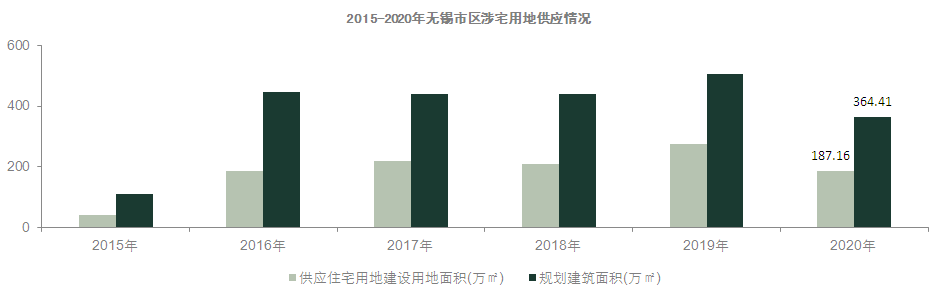 2015-2020年无锡市区涉宅用地供应情况
600
400
200
0
364.41
187.16
2015年 2016年 2017年 2018年 2019年 2020年
供应住宅用地建设用地面积(万㎡) 规划建筑面积(万㎡)